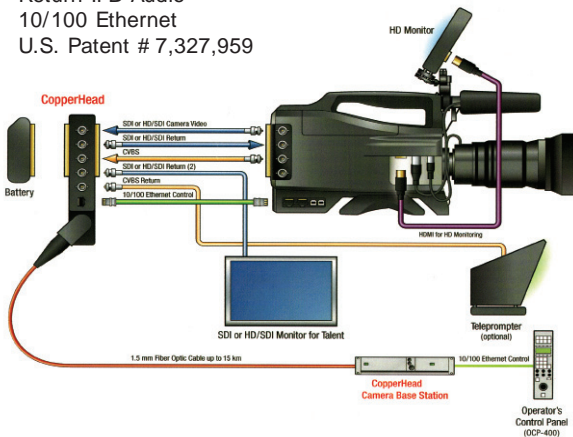 10/100 Ethernet
U.S. Patent # 7,327,959
HD Monitor
CopperHead
SDI or HD/SDI Camera Video
SDI or HD/SDI Return
CVBS
SDI or HD/SDI Return (2)
CVBS Return
10/100 Ethernet Control
Battery
HDMI for HD Monitoring
SDI or HD/SDI Monitor for Talent
Teleprompter
(optional)
1.5 mm Fiber Optic Cable up to 15 km
10/100 Ethernet Control
CopperHead
Camera Base Station
Operator's
Control Panel
(OCP-400)